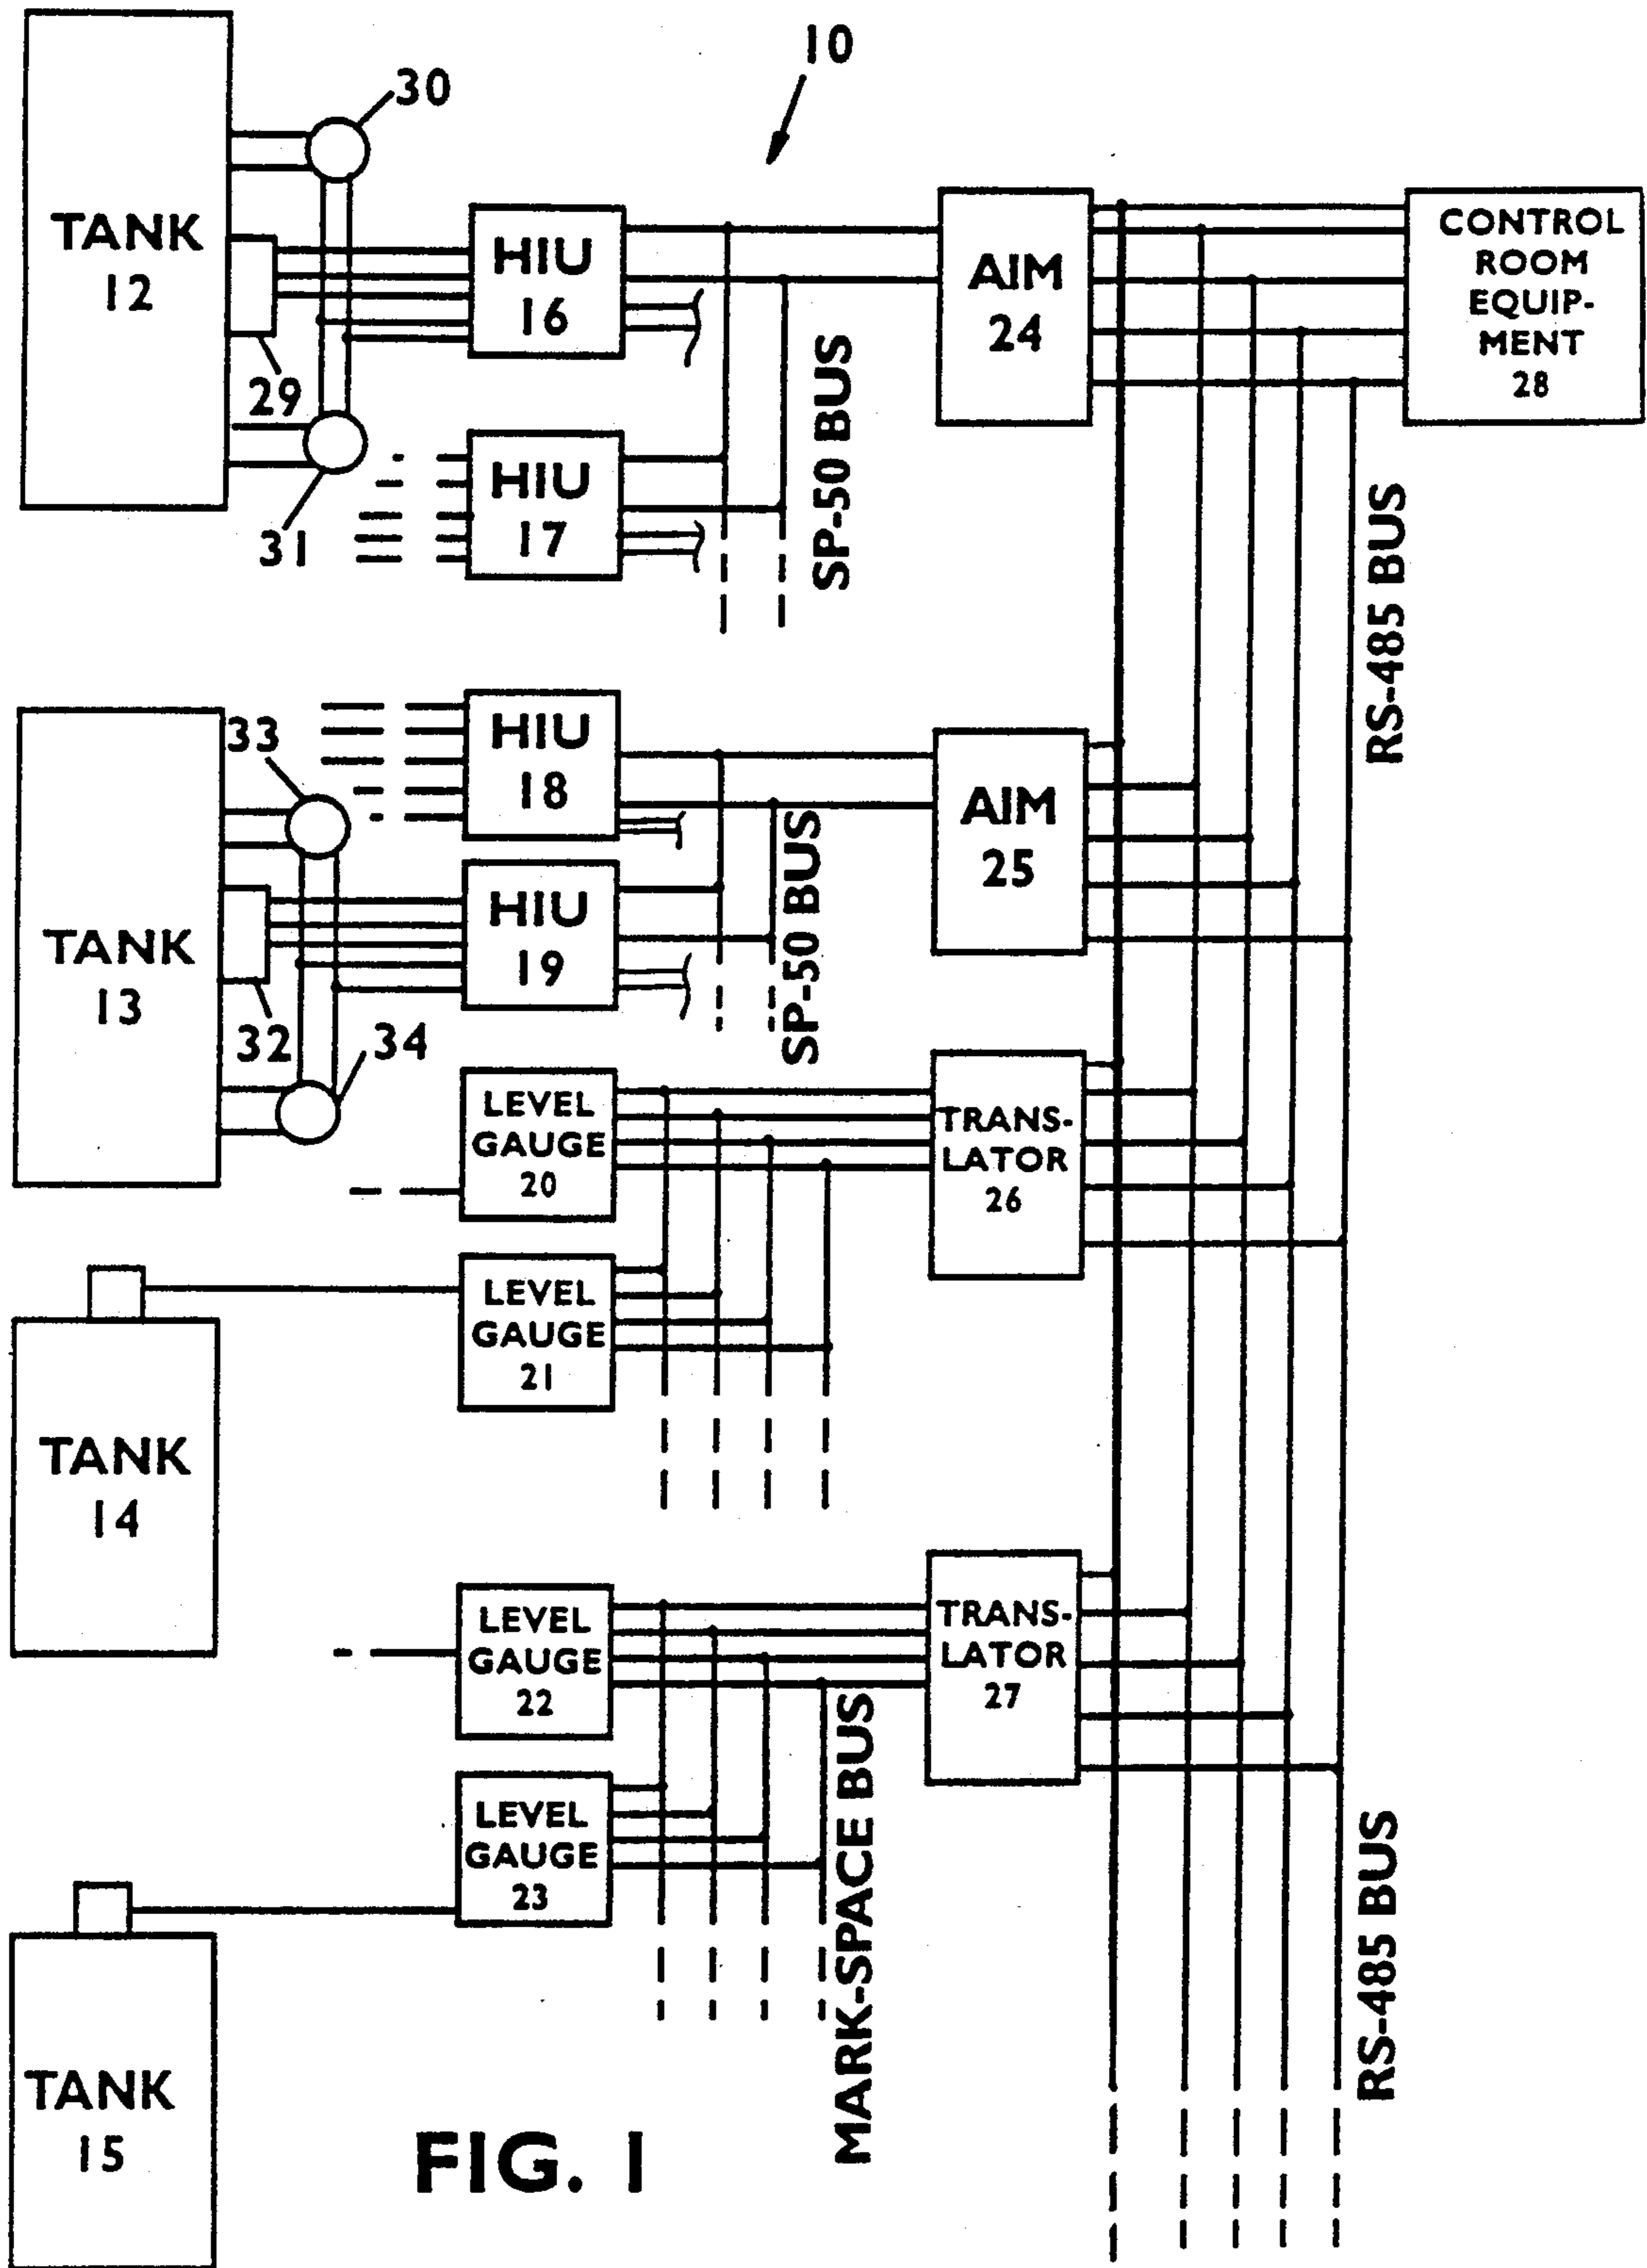 10
30
TANK
12
HIU
16
AIM
24
CONTROL
ROOM
EQUIP-
MENT
28
29
31
HIU
17
SP-50 BUS
RS-485 BUS
33
HIU
18
AIM
25
TANK
13
HIU
19
SP-50 BUS
32
34
LEVEL
GAUGE
20
TRANS-
LATOR
26
LEVEL
GAUGE
21
TANK
14
LEVEL
GAUGE
22
TRANS-
LATOR
27
MARK-SPACE BUS
LEVEL
GAUGE
23
RS-485 BUS
TANK
15
FIG. 1